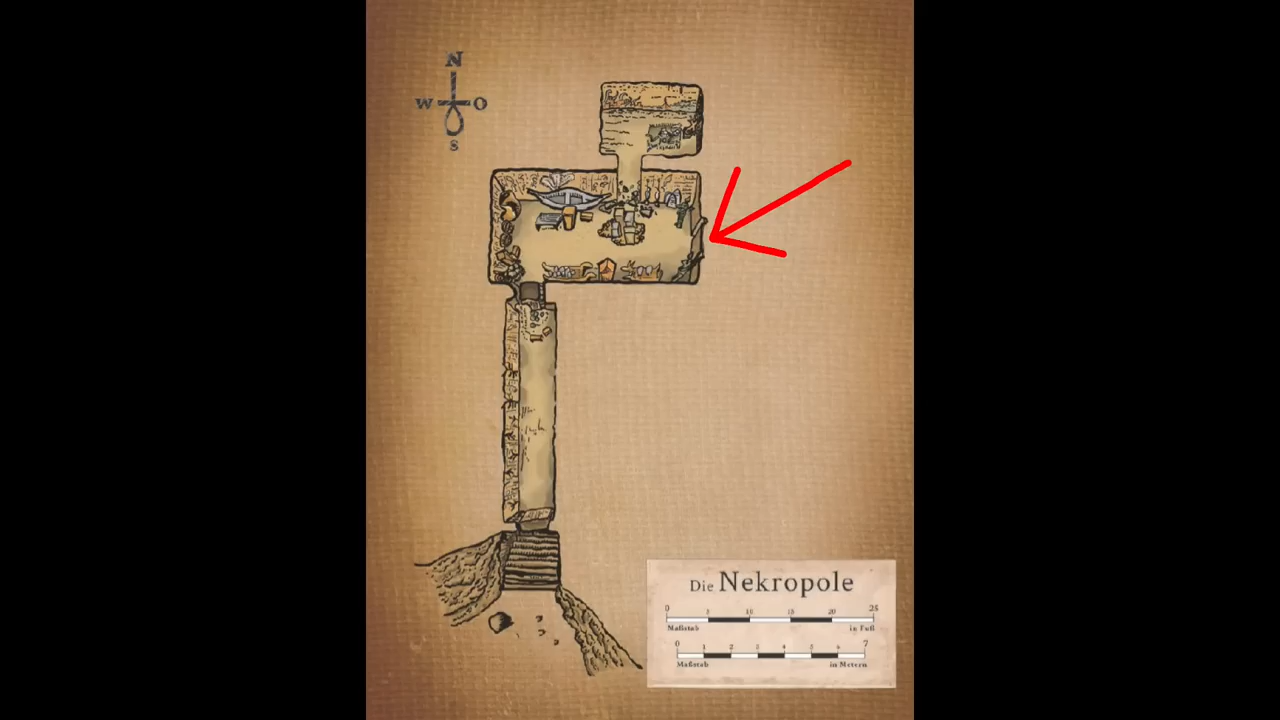 N
W O
S
Die Nekropole
0 5 10 15 20 25
Maßstab in Fuß
0 1 2 3 4 5 6 7
Maßstab in Metern